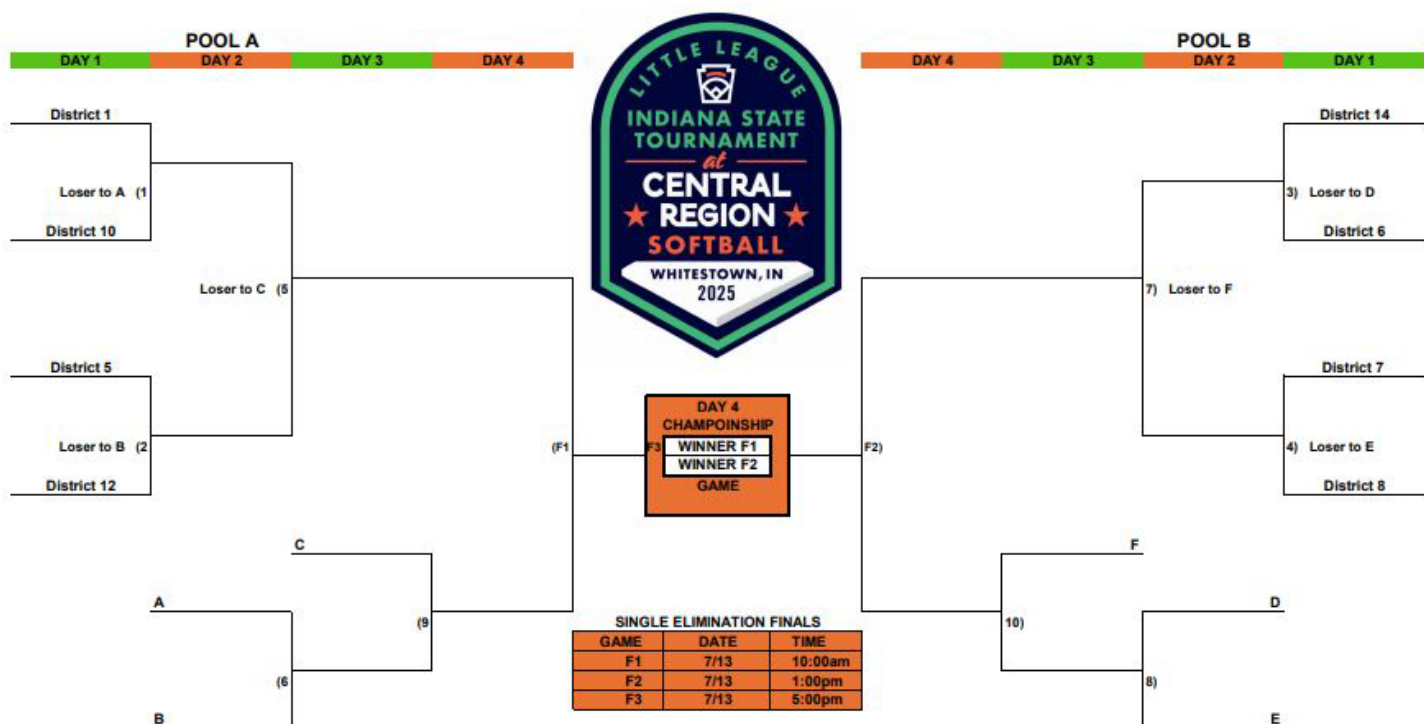 POOL A
DAY 1 DAY 2 DAY 3 DAY 4
District 1
Loser to A (1
District 10
Loser to C (5
District 5
Loser to B (2
District 12
C
A
(9
(6
B
(F1
LITTLE LEAGUE
INDIANA STATE
TOURNAMENT
at
CENTRAL
REGION
SOFTBALL
WHITESTOWN, IN
2025
DAY 4
CHAMPOINSHIP
F3 WINNER F1
WINNER F2
GAME
SINGLE ELIMINATION FINALS
GAME DATE TIME
F1 7/13 10:00am
F2 7/13 1:00pm
F3 7/13 5:00pm
POOL B
DAY 4 DAY 3 DAY 2 DAY 1
District 14
3) Loser to D
District 6
7) Loser to F
District 7
4) Loser to E
District 8
F2)
F
D
10)
8)
E